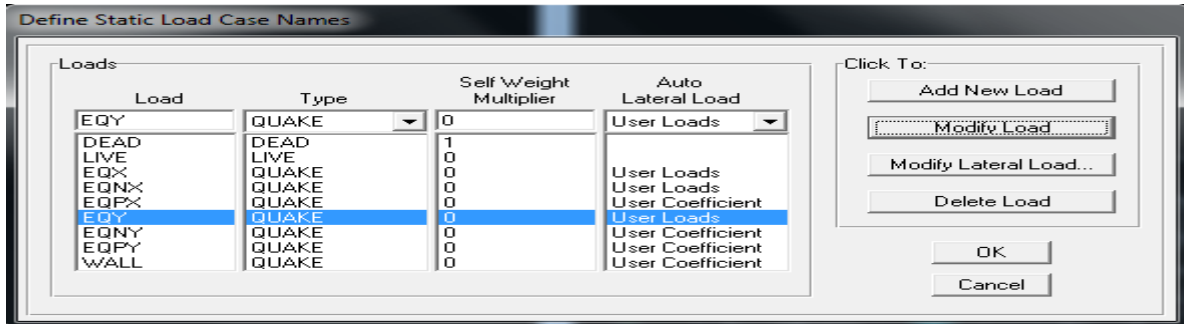 Define Static Load Case Names
Loads
Load Type Self Weight Multiplier Auto Lateral Load
EQY QUAKE 0 User Loads
DEAD DEAD 1
LIVE LIVE 0
EQX QUAKE 0 User Loads
EQNX QUAKE 0 User Loads
EQPX QUAKE 0 User Coefficient
EQY QUAKE 0 User Loads
EQNY QUAKE 0 User Coefficient
EQPY QUAKE 0 User Coefficient
WALL QUAKE 0 User Coefficient
Click To:
Add New Load
Modify Load
Modify Lateral Load...
Delete Load
OK
Cancel